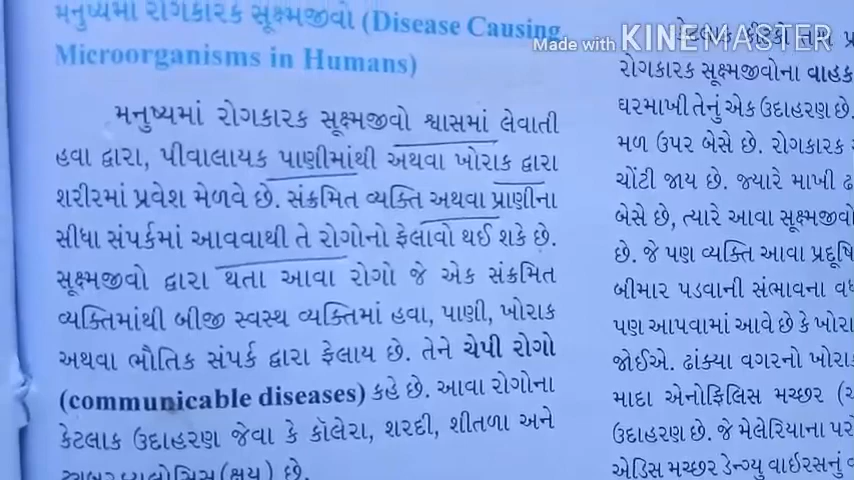 મનુષ્યમાં રોગકારક સૂક્ષ્મજીવો (Disease Causing
Microorganisms in Humans)
મનુષ્યમાં રોગકારક સૂક્ષ્મજીવો શ્વાસમાં લેવાતી
હવા દ્વારા, પીવાલાયક પાણીમાંથી અથવા ખોરાક દ્વારા
શરીરમાં પ્રવેશ મેળવે છે. સંક્રમિત વ્યક્તિ અથવા પ્રાણીના
સીધા સંપર્કમાં આવવાથી તે રોગોનો ફેલાવો થઈ શકે છે.
સૂક્ષ્મજીવો દ્વારા થતા આવા રોગો જે એક સંક્રમિત
વ્યક્તિમાંથી બીજી સ્વસ્થ વ્યક્તિમાં હવા, પાણી, ખોરાક
અથવા ભૌતિક સંપર્ક દ્વારા ફેલાય છે. તેને ચેપી રોગો
(communicable diseases) કહે છે. આવા રોગોના
કેટલાક ઉદાહરણ જેવા કે કૉલેરા, શરદી, શીતળા અને
(ક્ષય) છે.
Made with KINEMASTER
રોગકારક સૂક્ષ્મજીવોના વાહક
ઘરમાખી તેનું એક ઉદાહરણ છે.
મળ ઉપર બેસે છે. રોગકારક
ચોંટી જાય છે. જ્યારે માખી
બેસે છે, ત્યારે આવા સૂક્ષ્મજીવો
છે. જે પણ વ્યક્તિ આવા
બીમાર પડવાની સંભાવના
પણ આપવામાં આવે છે કે
જોઈએ. ઢાંક્યા વગરનો
માદા એનોફિલિસ મચ્છર
ઉદાહરણ છે. જે મેલેરિયાના
એડિસ મચ્છર ડેન્ગ્યુ વાઇરસનું